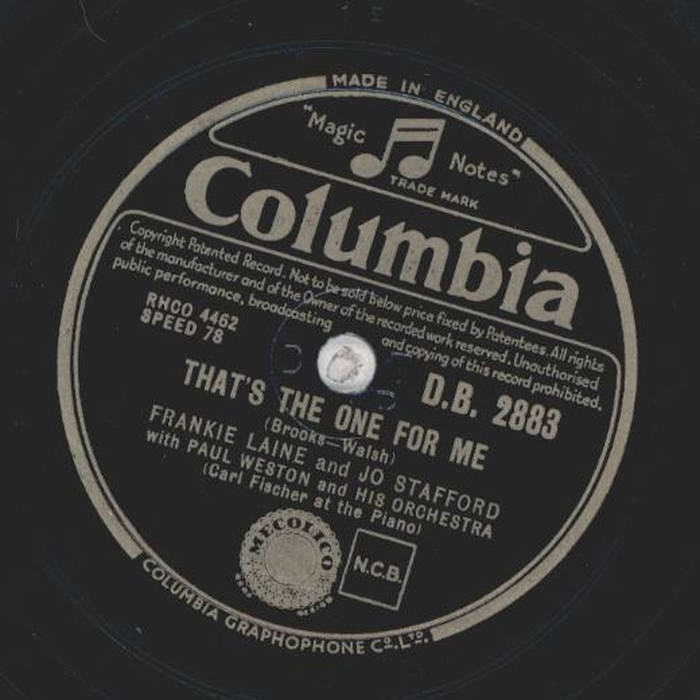 MADE IN ENGLAND
"Magic Notes"
TRADE MARK
Columbia
Copyright Patented Record. Not to be sold below price fixed by Patentees. All rights
of the manufacturer and of the Owner of the recorded work reserved. Unauthorised
public performance, broadcasting and copying of this record prohibited.
RHCO 4462
SPEED 78
D.B. 2883
THAT'S THE ONE FOR ME
(Brooks—Walsh)
FRANKIE LAINE and JO STAFFORD
with PAUL WESTON and HIS ORCHESTRA
(Carl Fischer at the Piano)
MECOLICO
N.C.B.
COLUMBIA GRAPHOPHONE Co. LTD.